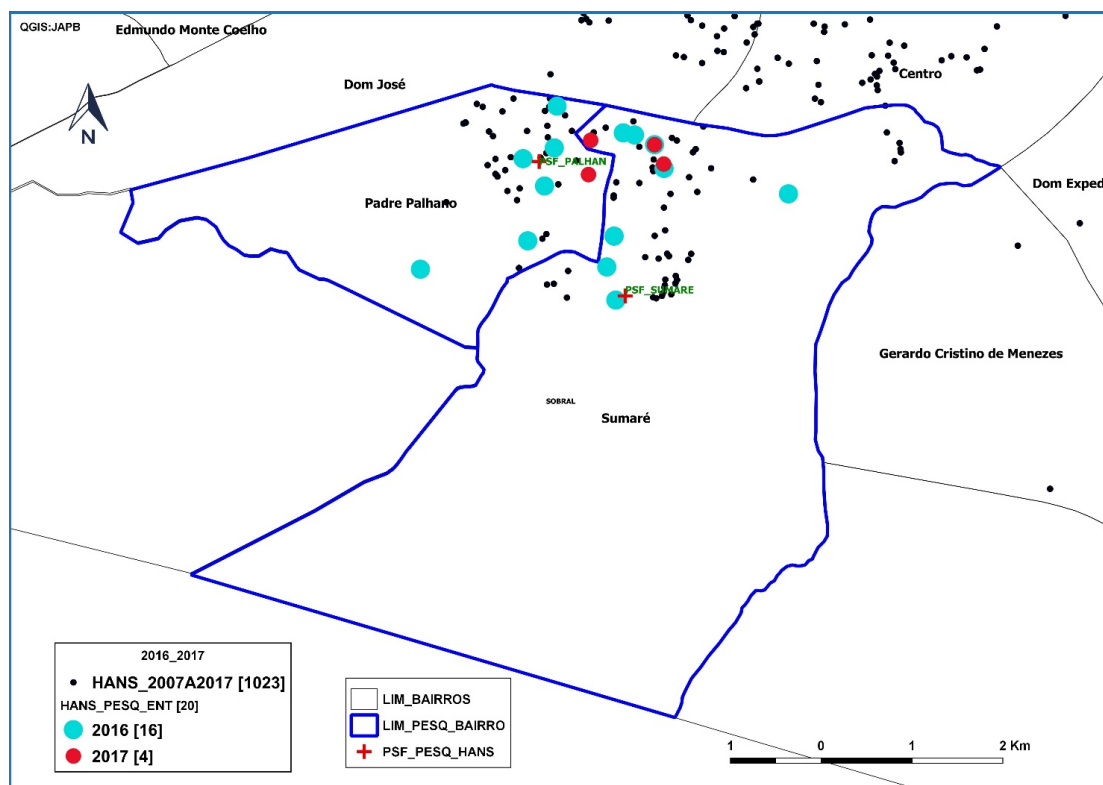 QGIS:JAPB
Edmundo Monte Coelho
Dom José
Centro
N
PSF_PALHAN
Padre Palhano
Dom Exped
PSF_SUMARE
Gerardo Cristino de Menezes
SOBRAL
Sumaré
2016_2017
HANS_2007A2017 [1023]
HANS_PESQ_ENT [20]
2016 [16]
2017 [4]
LIM_BAIRROS
LIM_PESQ_BAIRRO
PSF_PESQ_HANS
1 0 1 2 Km